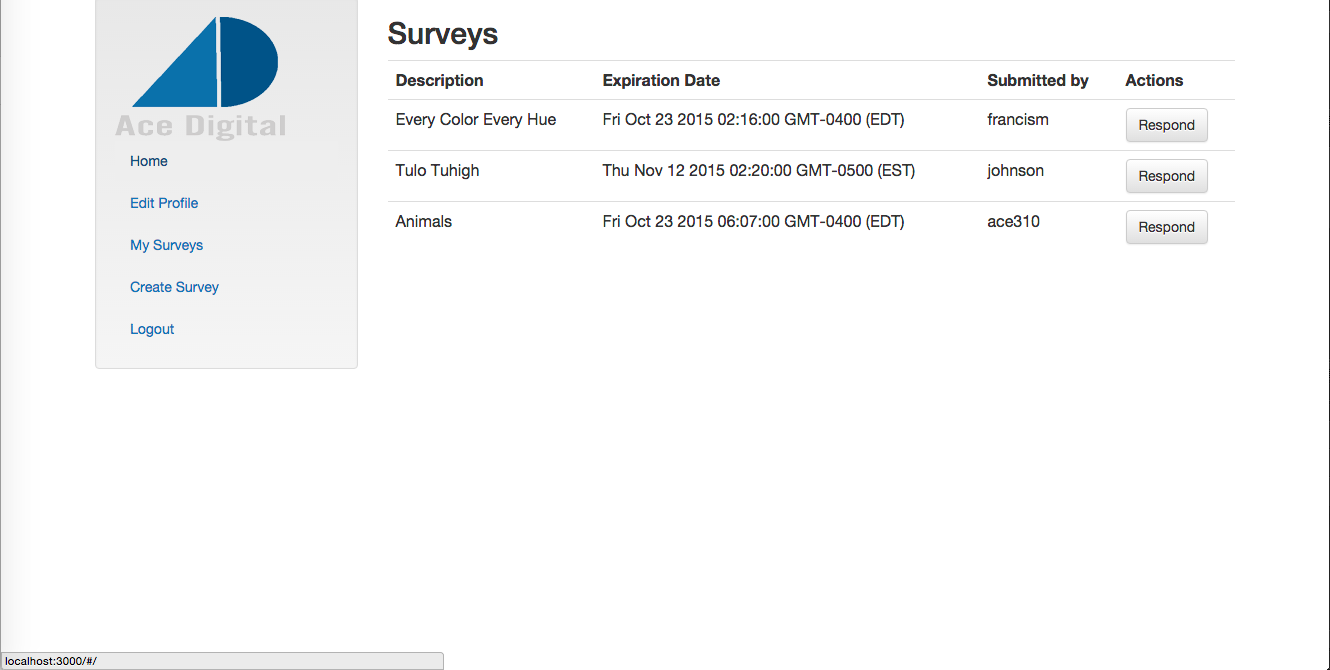 Ace Digital
Home
Edit Profile
My Surveys
Create Survey
Logout
Surveys
Description Expiration Date Submitted by Actions
Every Color Every Hue Fri Oct 23 2015 02:16:00 GMT-0400 (EDT) francism Respond
Tulo Tuhigh Thu Nov 12 2015 02:20:00 GMT-0500 (EST) johnson Respond
Animals Fri Oct 23 2015 06:07:00 GMT-0400 (EDT) ace310 Respond
localhost:3000/#/